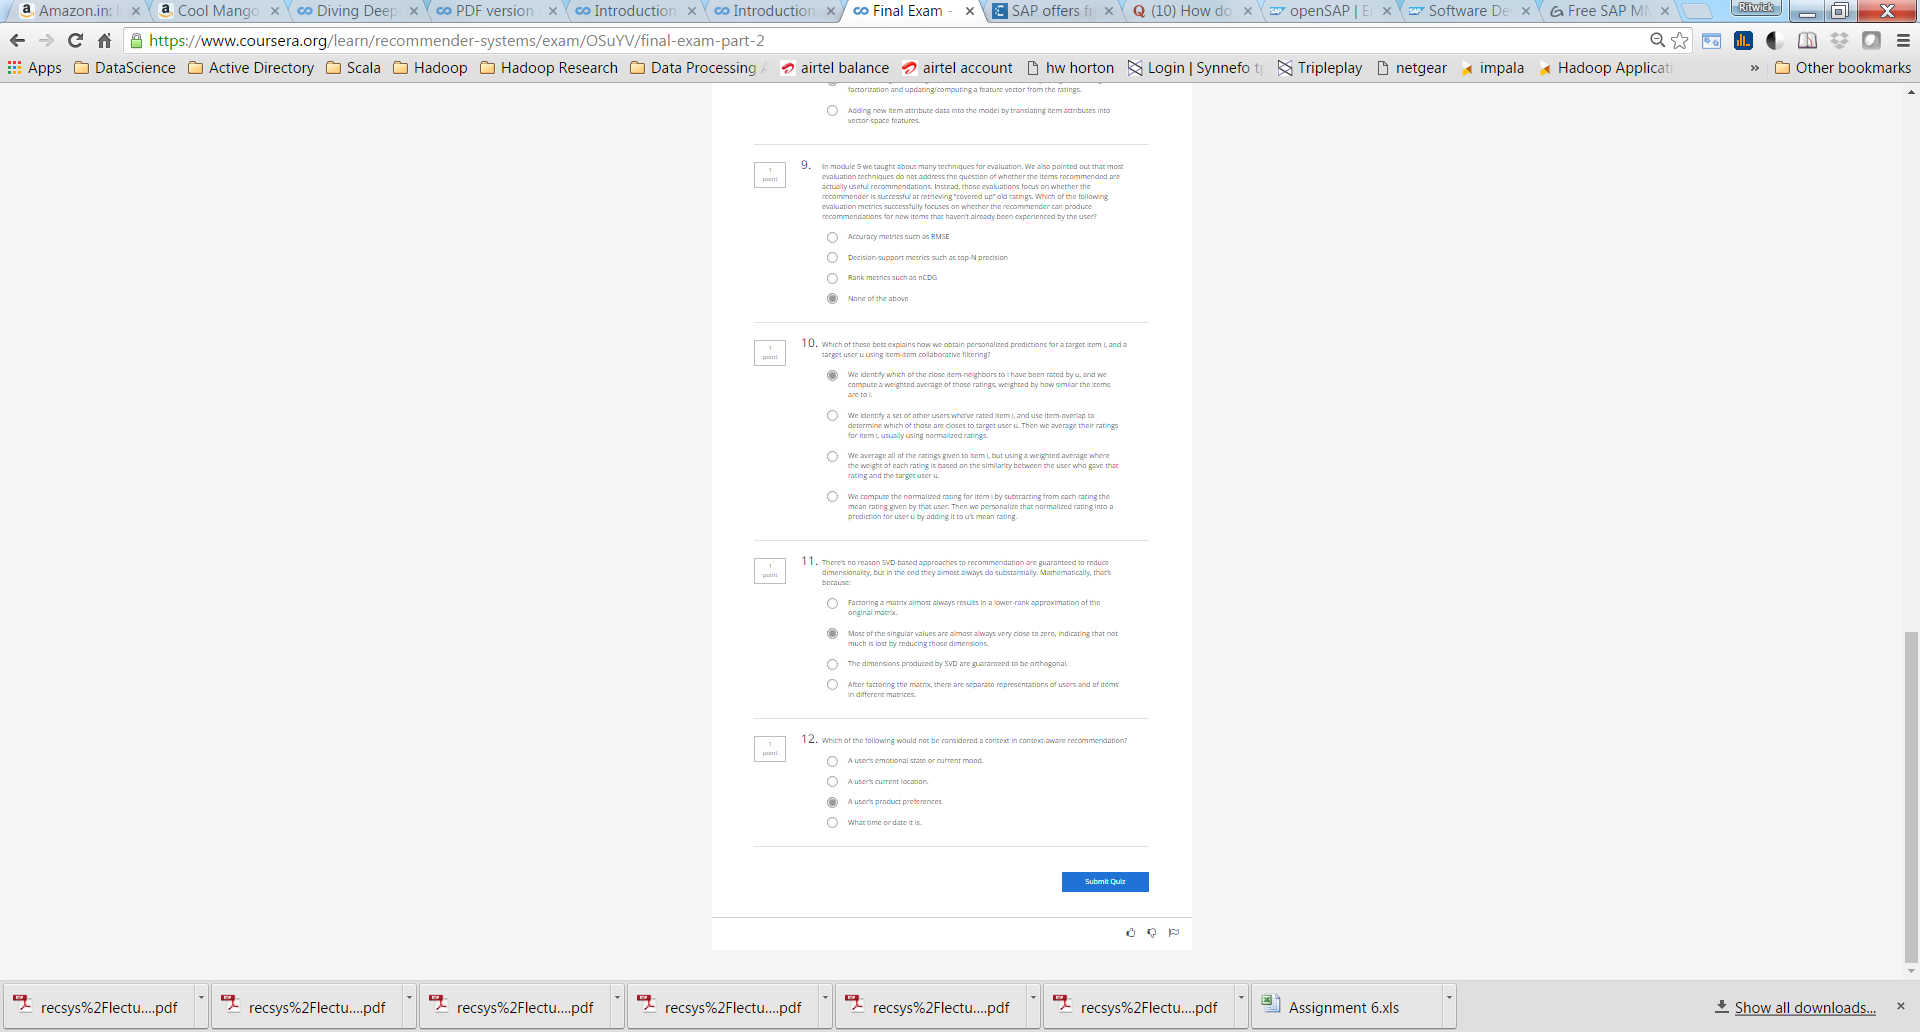 Amazon.in: l
Cool Mango
Diving Deep
PDF version
Introduction
Introduction
Final Exam -
SAP offers fr
(10) How do
openSAP | E
Software De
Free SAP MM
Ritwick
https://www.coursera.org/learn/recommender-systems/exam/OSuYV/final-exam-part-2
Apps
DataScience
Active Directory
Scala
Hadoop
Hadoop Research
Data Processing
airtel balance
airtel account
hw horton
Login | Synnefo
Tripleplay
netgear
impala
Hadoop Applicati
»
Other bookmarks
factorization and updating/computing a feature vector from the ratings.
Adding new item attribute data into the model by translating item attributes into
vector-space features.
1
point
9.
In module 5 we taught about many techniques for evaluation. We also pointed out that most
evaluation techniques do not address the question of whether the items recommended are
actually useful recommendations. Instead, those evaluations focus on whether the
recommender is successful at retrieving "covered up" old ratings. Which of the following
evaluation metrics successfully focuses on whether the recommender can produce
recommendations for new items that haven't already been experienced by the user?
Accuracy metrics such as RMSE
Decision-support metrics such as top-N precision
Rank metrics such as nCDG
None of the above
1
point
10.
Which of these best explains how we obtain personalized predictions for a target item i, and a
target user u using item-item collaborative filtering?
We identify which of the close item-neighbors to i have been rated by u, and we
compute a weighted average of those ratings, weighted by how similar the items
are to i.
We identify a set of other users who've rated item i, and use item-overlap to
determine which of those are closes to target user u. Then we average their ratings
for item i, usually using normalized ratings.
We average all of the ratings given to item i, but using a weighted average where
the weight of each rating is based on the similarity between the user who gave that
rating and the target user u.
We compute the normalized rating for item i by subtracting from each rating the
mean rating given by that user. Then we personalize that normalized rating into a
prediction for user u by adding it to u's mean rating.
1
point
11.
There's no reason SVD-based approaches to recommendation are guaranteed to reduce
dimensionality, but in the end they almost always do substantially. Mathematically, that's
because:
Factoring a matrix almost always results in a lower-rank approximation of the
original matrix.
Most of the singular values are almost always very close to zero, indicating that not
much is lost by reducing those dimensions.
The dimensions produced by SVD are guaranteed to be orthogonal.
After factoring the matrix, there are separate representations of users and of items
in different matrices.
1
point
12.
Which of the following would not be considered a context in context-aware recommendation?
A user's emotional state or current mood.
A user's current location.
A user's product preferences
What time or date it is.
Submit Quiz
recsys%2Flectu....pdf
recsys%2Flectu....pdf
recsys%2Flectu....pdf
recsys%2Flectu....pdf
recsys%2Flectu....pdf
recsys%2Flectu....pdf
Assignment 6.xls
Show all downloads...